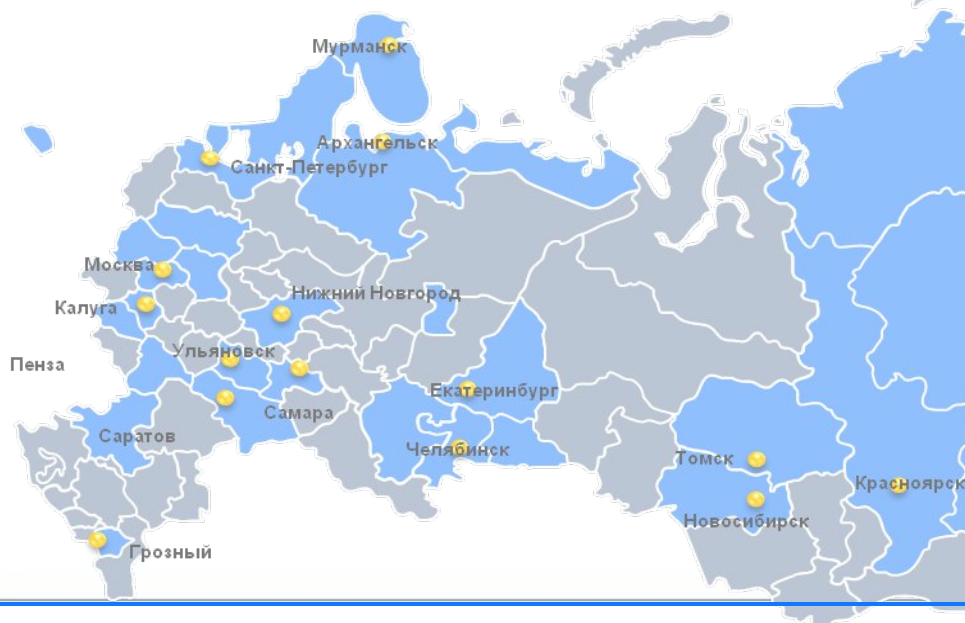 Мурманск
Архангельск
Санкт-Петербург
Москва
Нижний Новгород
Калуга
Ульяновск
Пенза
Екатеринбург
Самара
Саратов
Челябинск
Томск
Красноярск
Новосибирск
Грозный